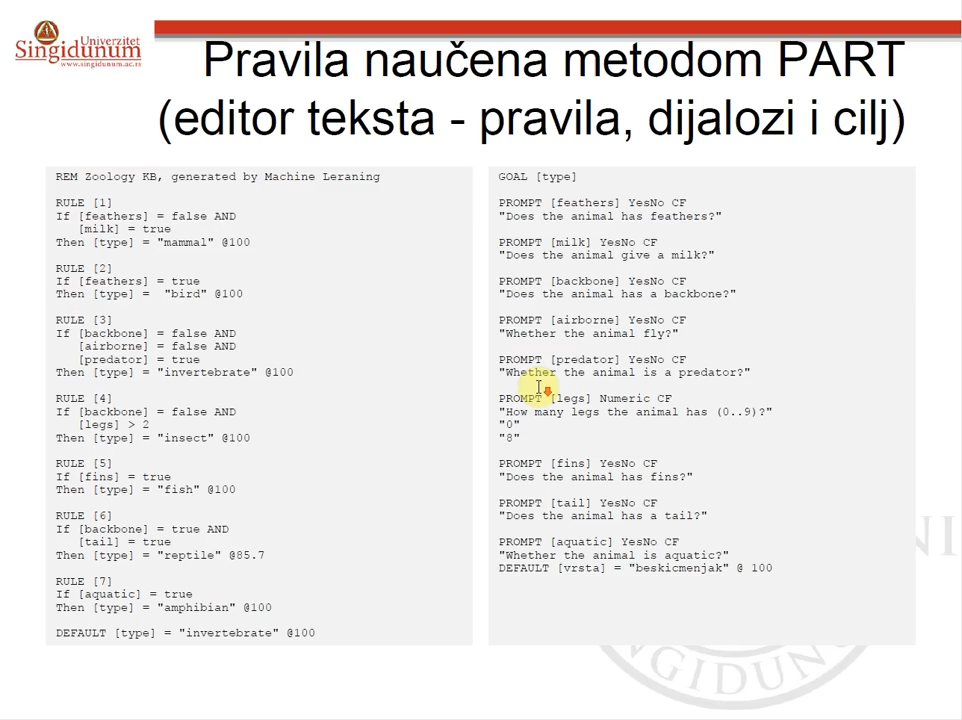 Univerzitet
Singidunum
www.singidunum.ac.rs
Pravila naučena metodom PART
(editor teksta - pravila, dijalozi i cilj)
REM Zoology KB, generated by Machine Leraning
RULE [1]
If [feathers] = false AND
[milk] = true
Then [type] = "mammal" @100
RULE [2]
If [feathers] = true
Then [type] =  "bird" @100
RULE [3]
If [backbone] = false AND
[airborne] = false AND
[predator] = true
Then [type] = "invertebrate" @100
RULE [4]
If [backbone] = false AND
[legs] > 2
Then [type] = "insect" @100
RULE [5]
If [fins] = true
Then [type] = "fish" @100
RULE [6]
If [backbone] = true AND
[tail] = true
Then [type] = "reptile" @85.7
RULE [7]
If [aquatic] = true
Then [type] = "amphibian" @100
DEFAULT [type] = "invertebrate" @100
GOAL [type]
PROMPT [feathers] YesNo CF
"Does the animal has feathers?"
PROMPT [milk] YesNo CF
"Does the animal give a milk?"
PROMPT [backbone] YesNo CF
"Does the animal has a backbone?"
PROMPT [airborne] YesNo CF
"Whether the animal fly?"
PROMPT [predator] YesNo CF
"Whether the animal is a predator?"
PROMPT [legs] Numeric CF
"How many legs the animal has (0..9)?"
"0"
"8"
PROMPT [fins] YesNo CF
"Does the animal has fins?"
PROMPT [tail] YesNo CF
"Does the animal has a tail?"
PROMPT [aquatic] YesNo CF
"Whether the animal is aquatic?"
DEFAULT [vrsta] = "beskicmenjak" @ 100